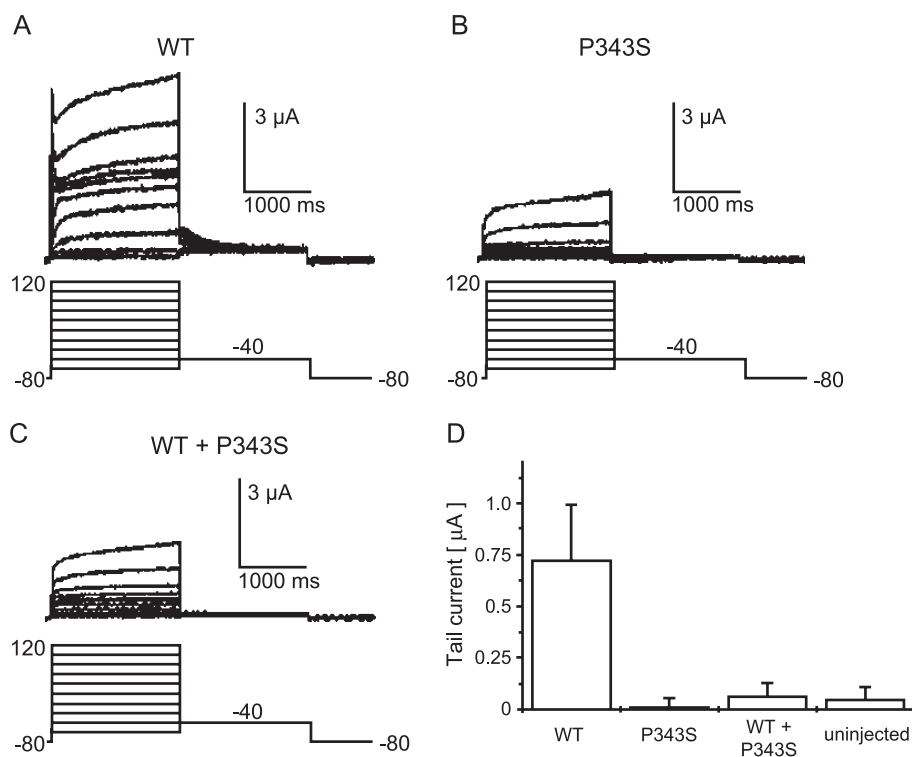 A
WT
3 μA
1000 ms
120
-40
-80
-80
B
P343S
3 μA
1000 ms
120
-40
-80
-80
C
WT + P343S
3 μA
1000 ms
120
-40
-80
-80
D
Tail current [ μA ]
1.0
0.75
0.5
0.25
0
WT
P343S
WT +
P343S
uninjected